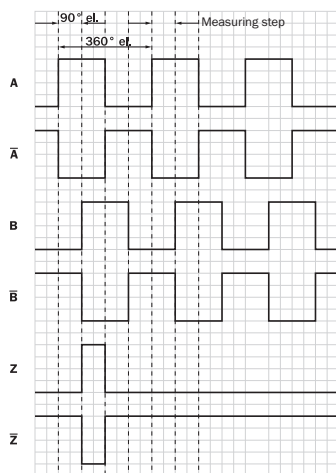 90° el.
Measuring step
360° el.
A
A̅
B
B̅
Z
Z̅